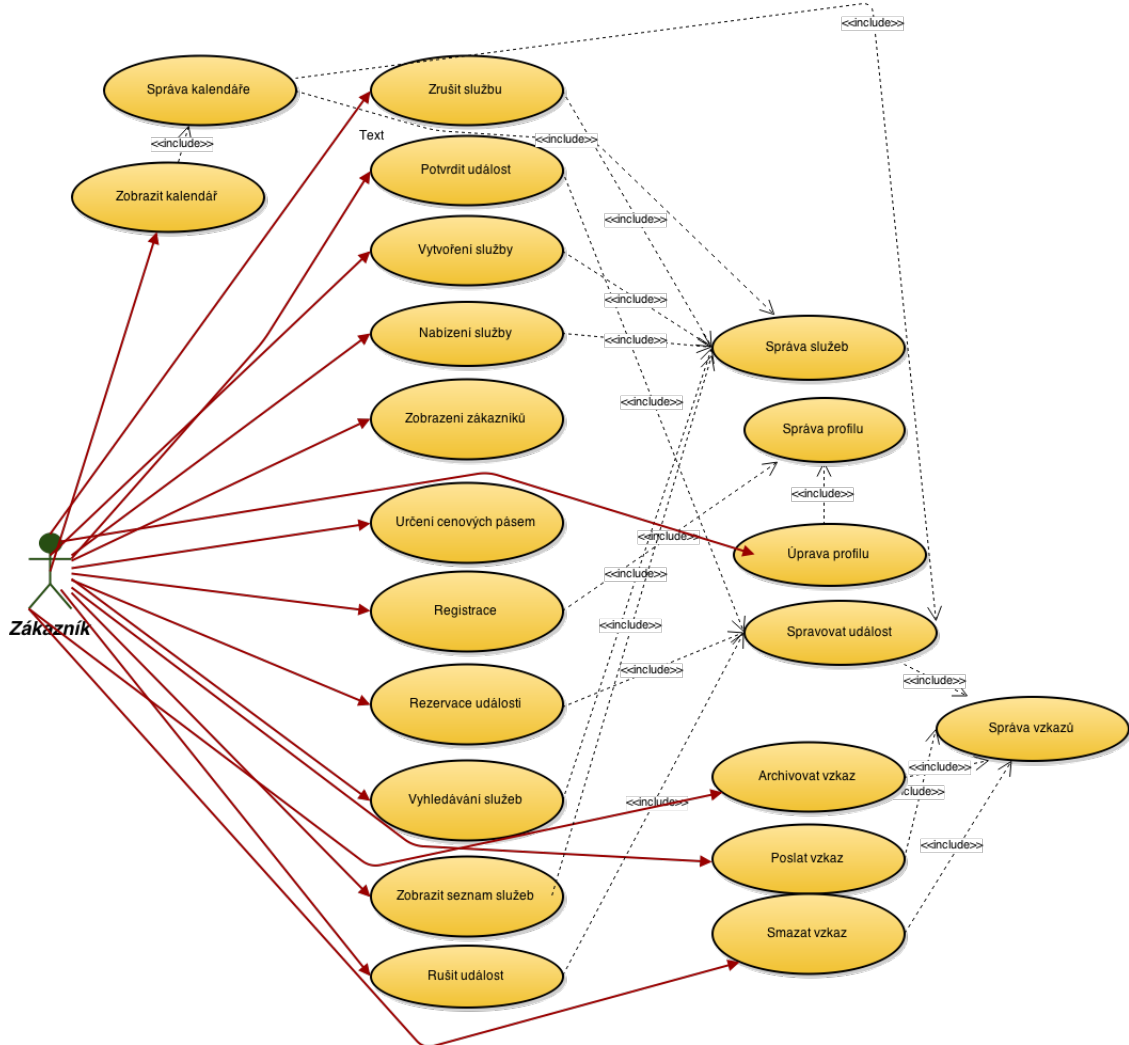 <<include>>
Správa kalendáře
Zrušit službu
Text
<<include>>
<<include>>
Potvrdit událost
Zobrazit kalendář
<<include>>
Vytvoření služby
<<include>>
Nabízení služby
<<include>>
Správa služeb
<<include>>
Zobrazení zákazníků
Správa profilu
<<include>>
Určení cenových pásem
<<include>>
Úprava profilu
<<include>>
Registrace
Zákazník
<<include>>
Spravovat událost
<<include>>
<<include>>
Rezervace události
Správa vzkazů
<<include>>
Archivovat vzkaz
<<include>>
Vyhledávání služeb
<<include>>
<<include>>
Poslat vzkaz
Zobrazit seznam služeb
Smazat vzkaz
Rušit událost